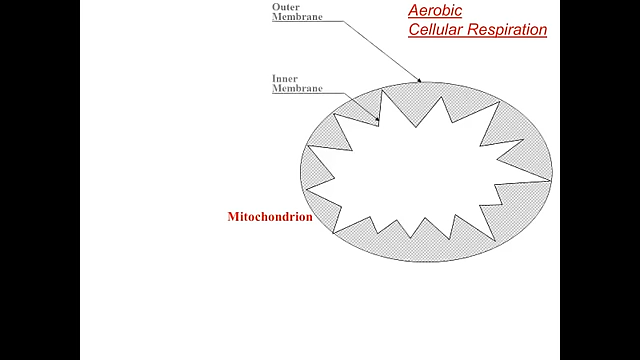 Outer
Membrane
Aerobic
Cellular Respiration
Inner
Membrane
Mitochondrion